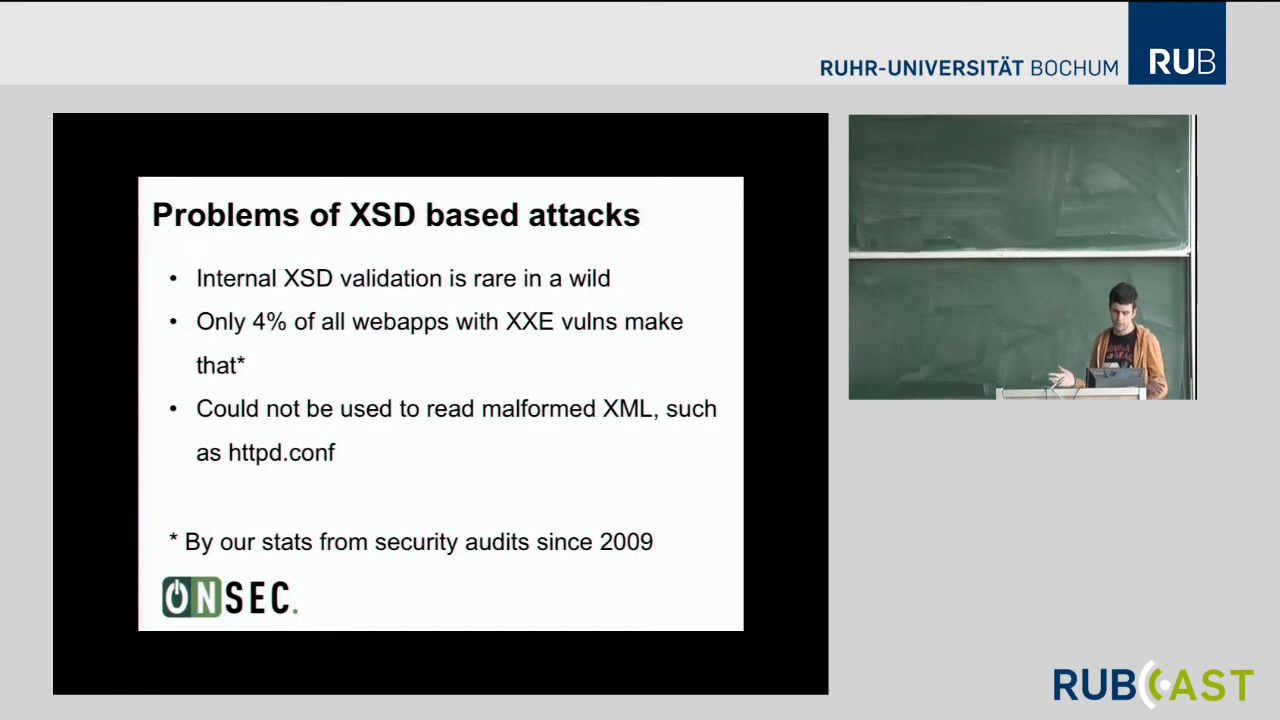 RUHR-UNIVERSITÄT BOCHUM
RUB
Problems of XSD based attacks
• Internal XSD validation is rare in a wild
• Only 4% of all webapps with XXE vulns make
that*
• Could not be used to read malformed XML, such
as httpd.conf
* By our stats from security audits since 2009
ONSEC.
RUBCAST